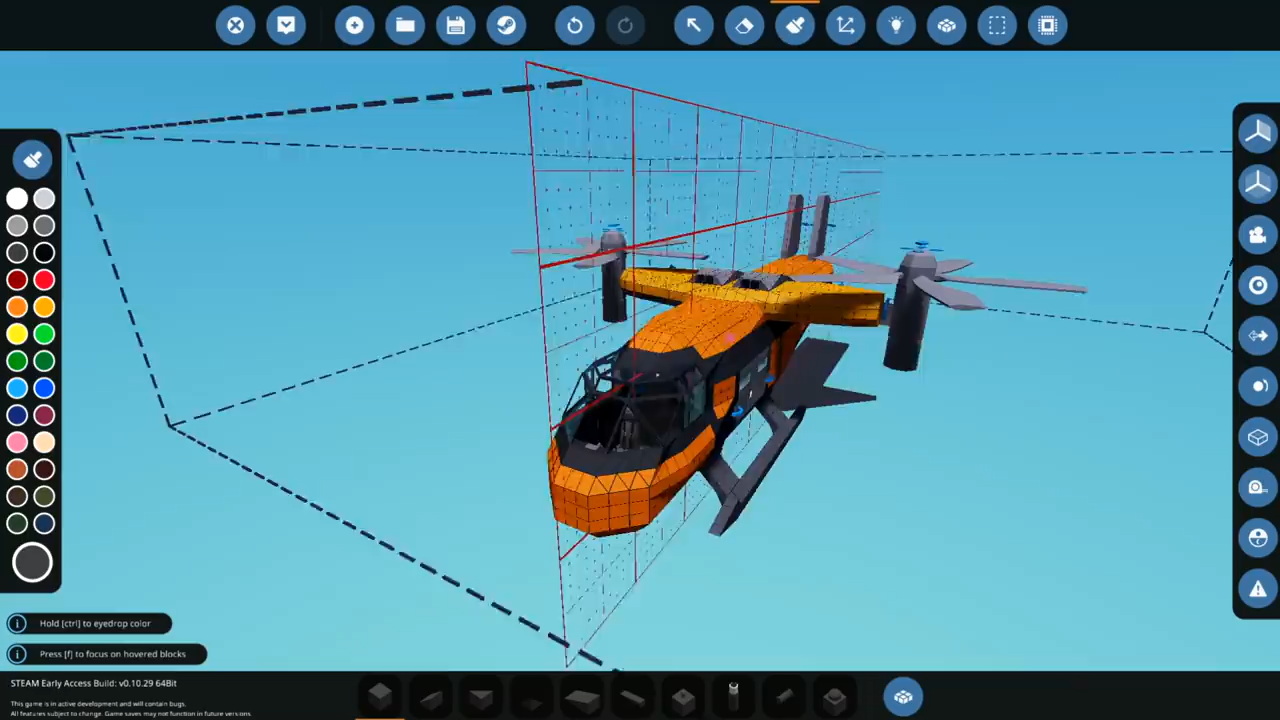 Hold [ctrl] to eyedrop color
Press [f] to focus on hovered blocks
STEAM Early Access Build: v0.10.29 64Bit
This game is in active development and will contain bugs.
All features subject to change. Game saves may not function in future versions.